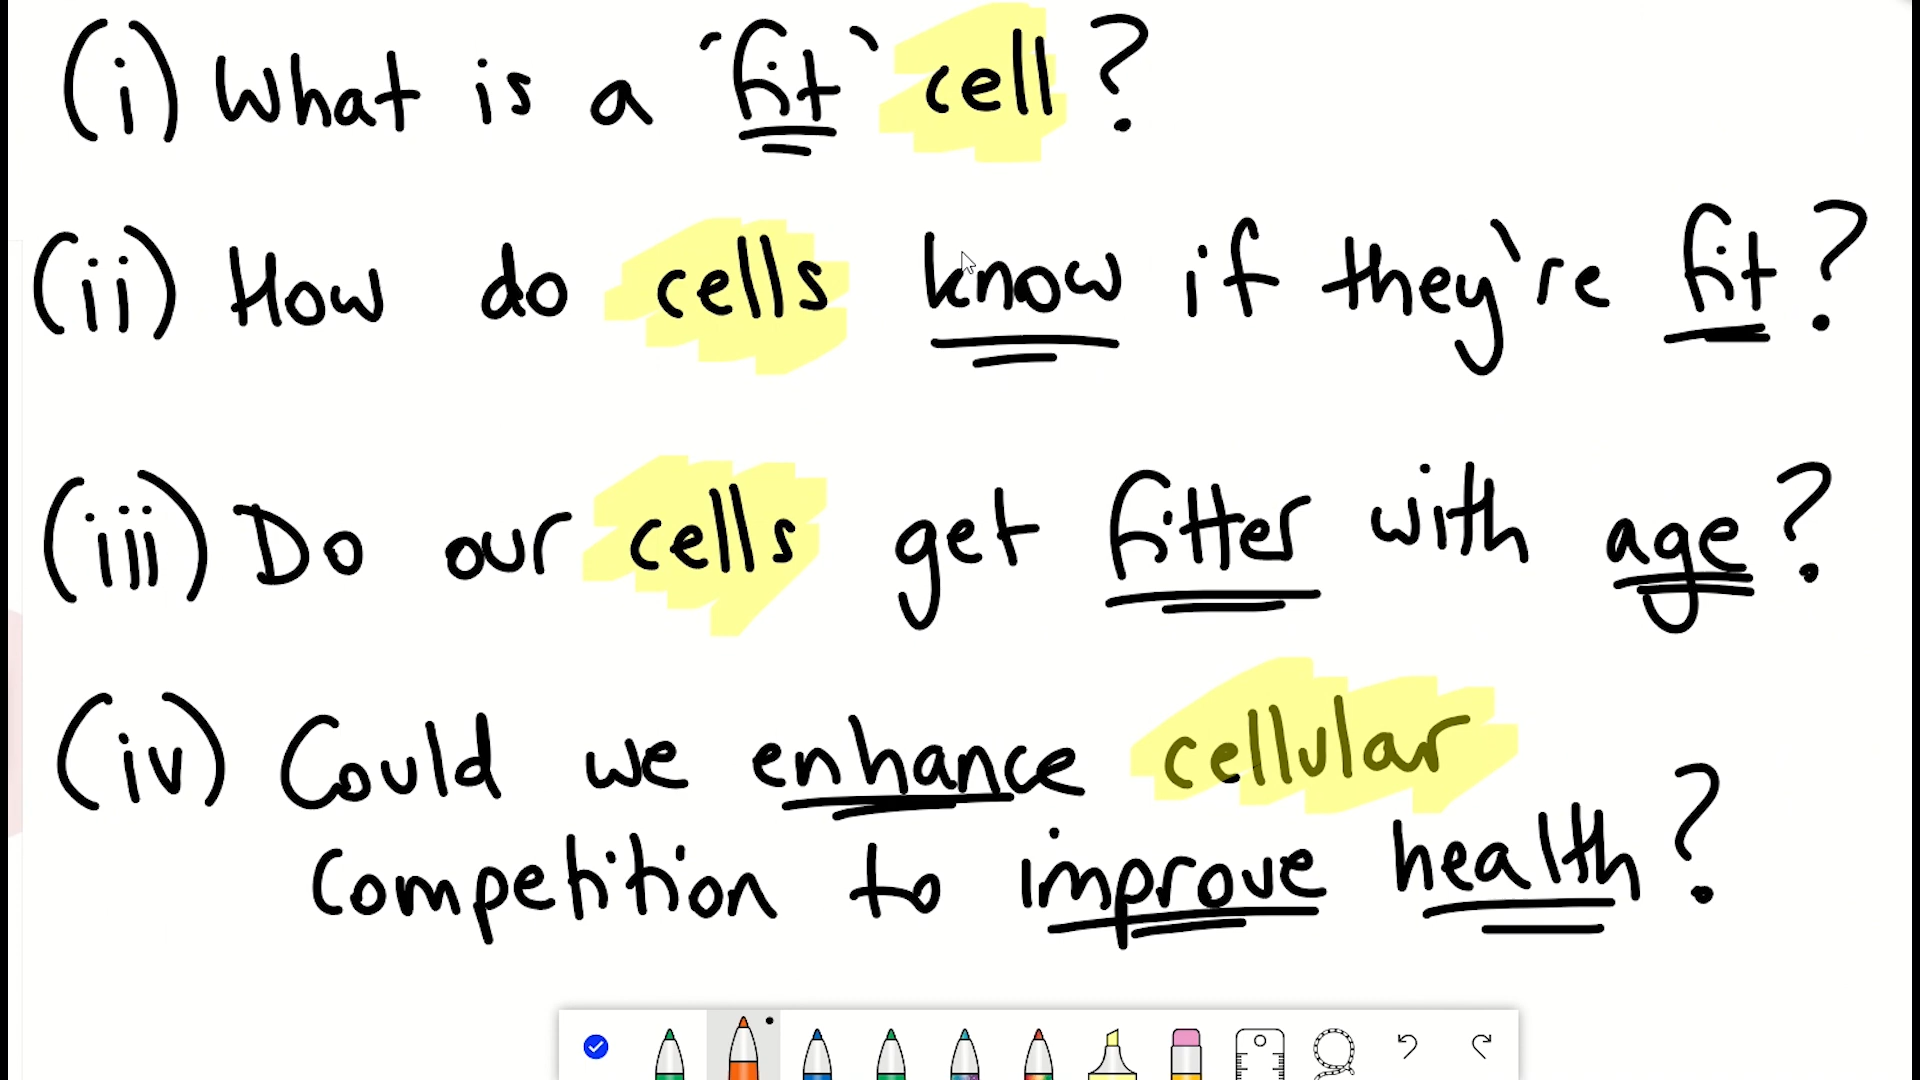 (i) What is a 'fit' cell?
(ii) How do cells know if they're fit?
(iii) Do our cells get fitter with age?
(iv) Could we enhance cellular
competition to improve health?